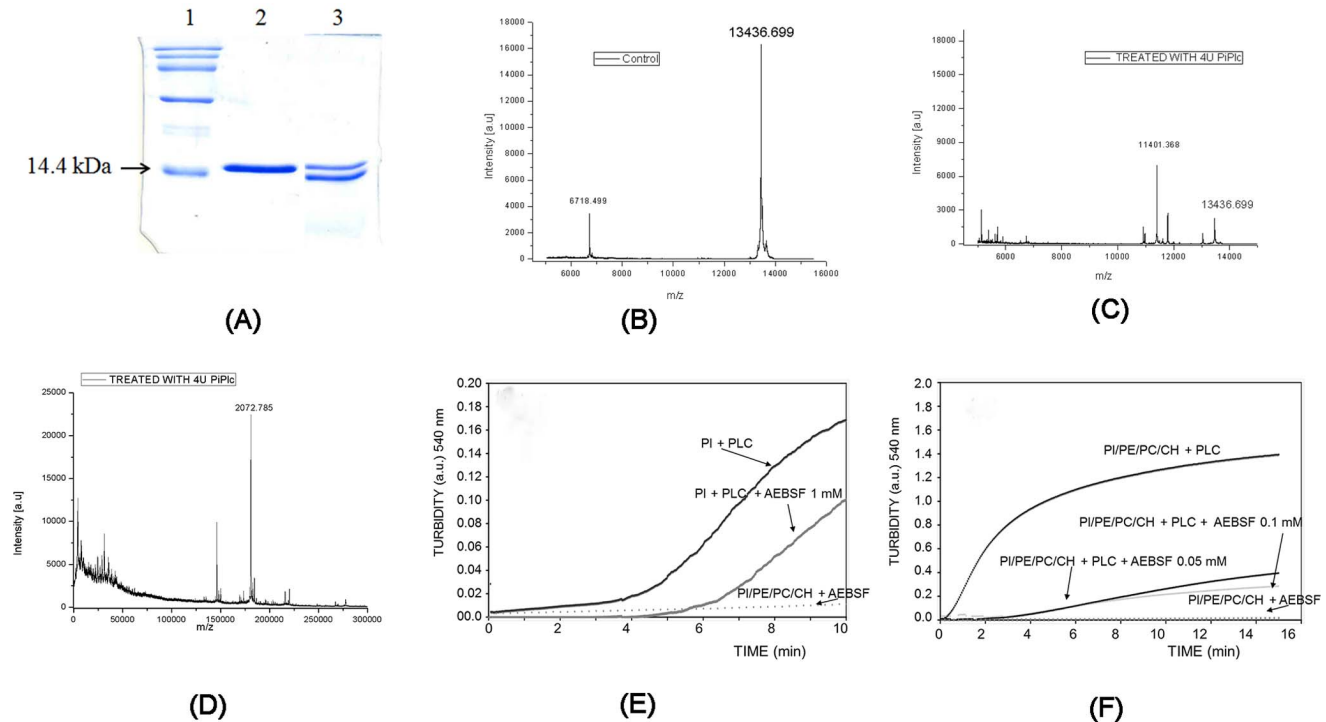 1 2 3
14.4 kDa
(A)
18000
16000
14000
12000
10000
8000
6000
4000
2000
0
Intensity [a.u]
Control
13436.699
6718.499
6000 8000 10000 12000 14000 16000
m/z
(B)
18000
15000
12000
9000
6000
3000
0
Intensity [a.u]
TREATED WITH 4U PiPlc
11401.368
13436.699
6000 8000 10000 12000 14000
m/z
(C)
TREATED WITH 4U PiPlc
25000
20000
15000
10000
5000
0
Intensity [a.u]
2072.785
0 50000 100000 150000 200000 250000 300000
m/z
(D)
0.20
0.18
0.16
0.14
0.12
0.10
0.08
0.06
0.04
0.02
0.00
TURBIDITY (a.u.) 540 nm
PI + PLC
PI + PLC + AEBSF 1 mM
PI/PE/PC/CH + AEBSF
0 2 4 6 8 10
TIME (min)
(E)
2.0
1.8
1.6
1.4
1.2
1.0
0.8
0.6
0.4
0.2
0.0
TURBIDITY (a.u.) 540 nm
PI/PE/PC/CH + PLC
PI/PE/PC/CH + PLC + AEBSF 0.1 mM
PI/PE/PC/CH + PLC + AEBSF 0.05 mM
PI/PE/PC/CH + AEBSF
0 2 4 6 8 10 12 14 16
TIME (min)
(F)